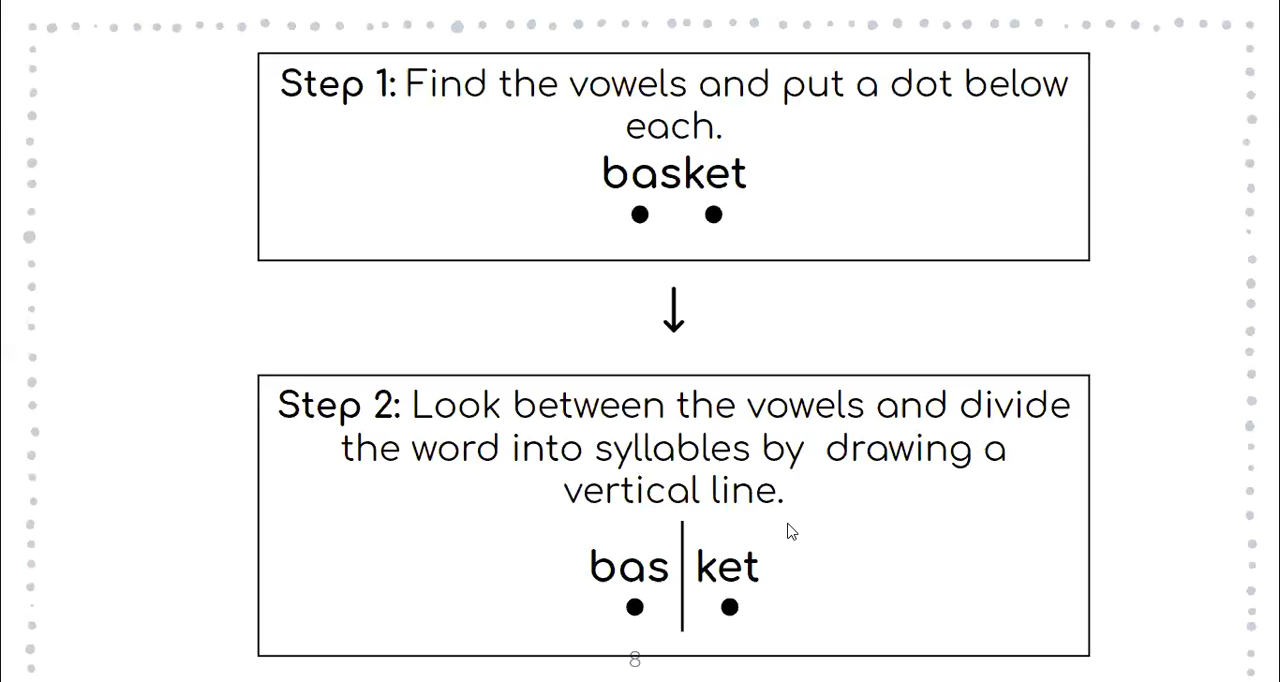 Step 1: Find the vowels and put a dot below
each.
basket
Step 2: Look between the vowels and divide
the word into syllables by drawing a
vertical line.
bas ket
8